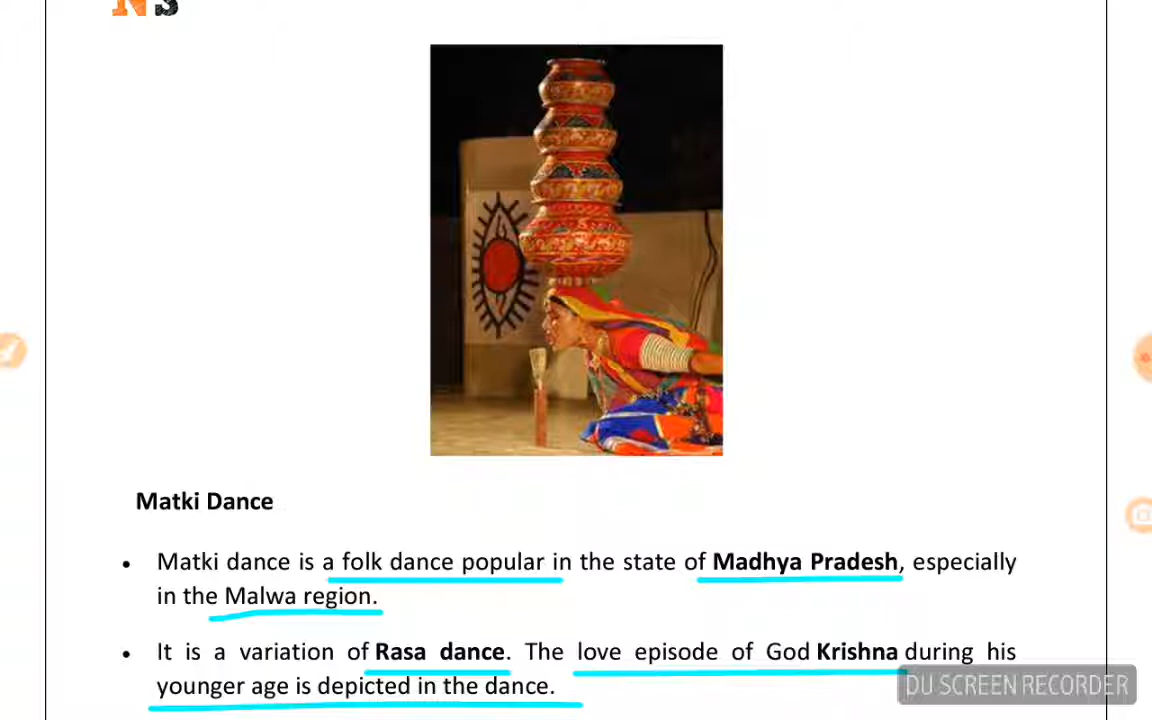 NS
Matki Dance
• Matki dance is a folk dance popular in the state of Madhya Pradesh, especially
in the Malwa region.
• It is a variation of Rasa dance. The love episode of God Krishna during his
younger age is depicted in the dance.
DU SCREEN RECORDER